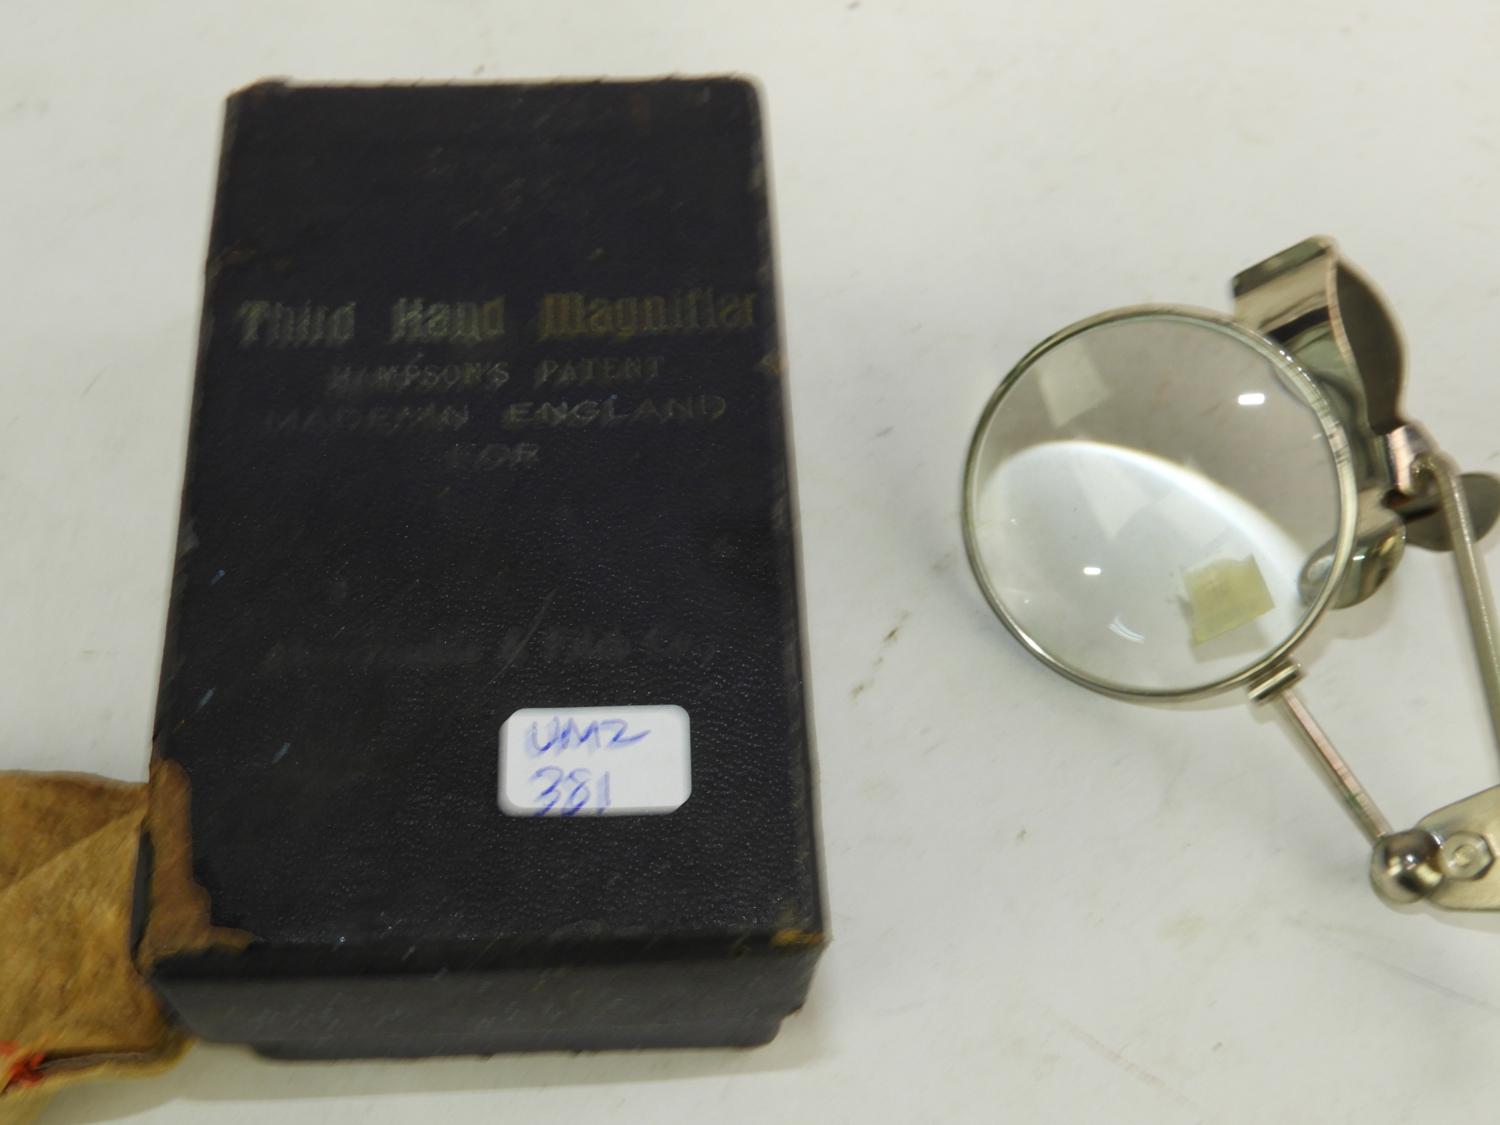 Third Hand Magnifier
HAMPSON'S PATENT
MADE IN ENGLAND
FOR
UMZ
381